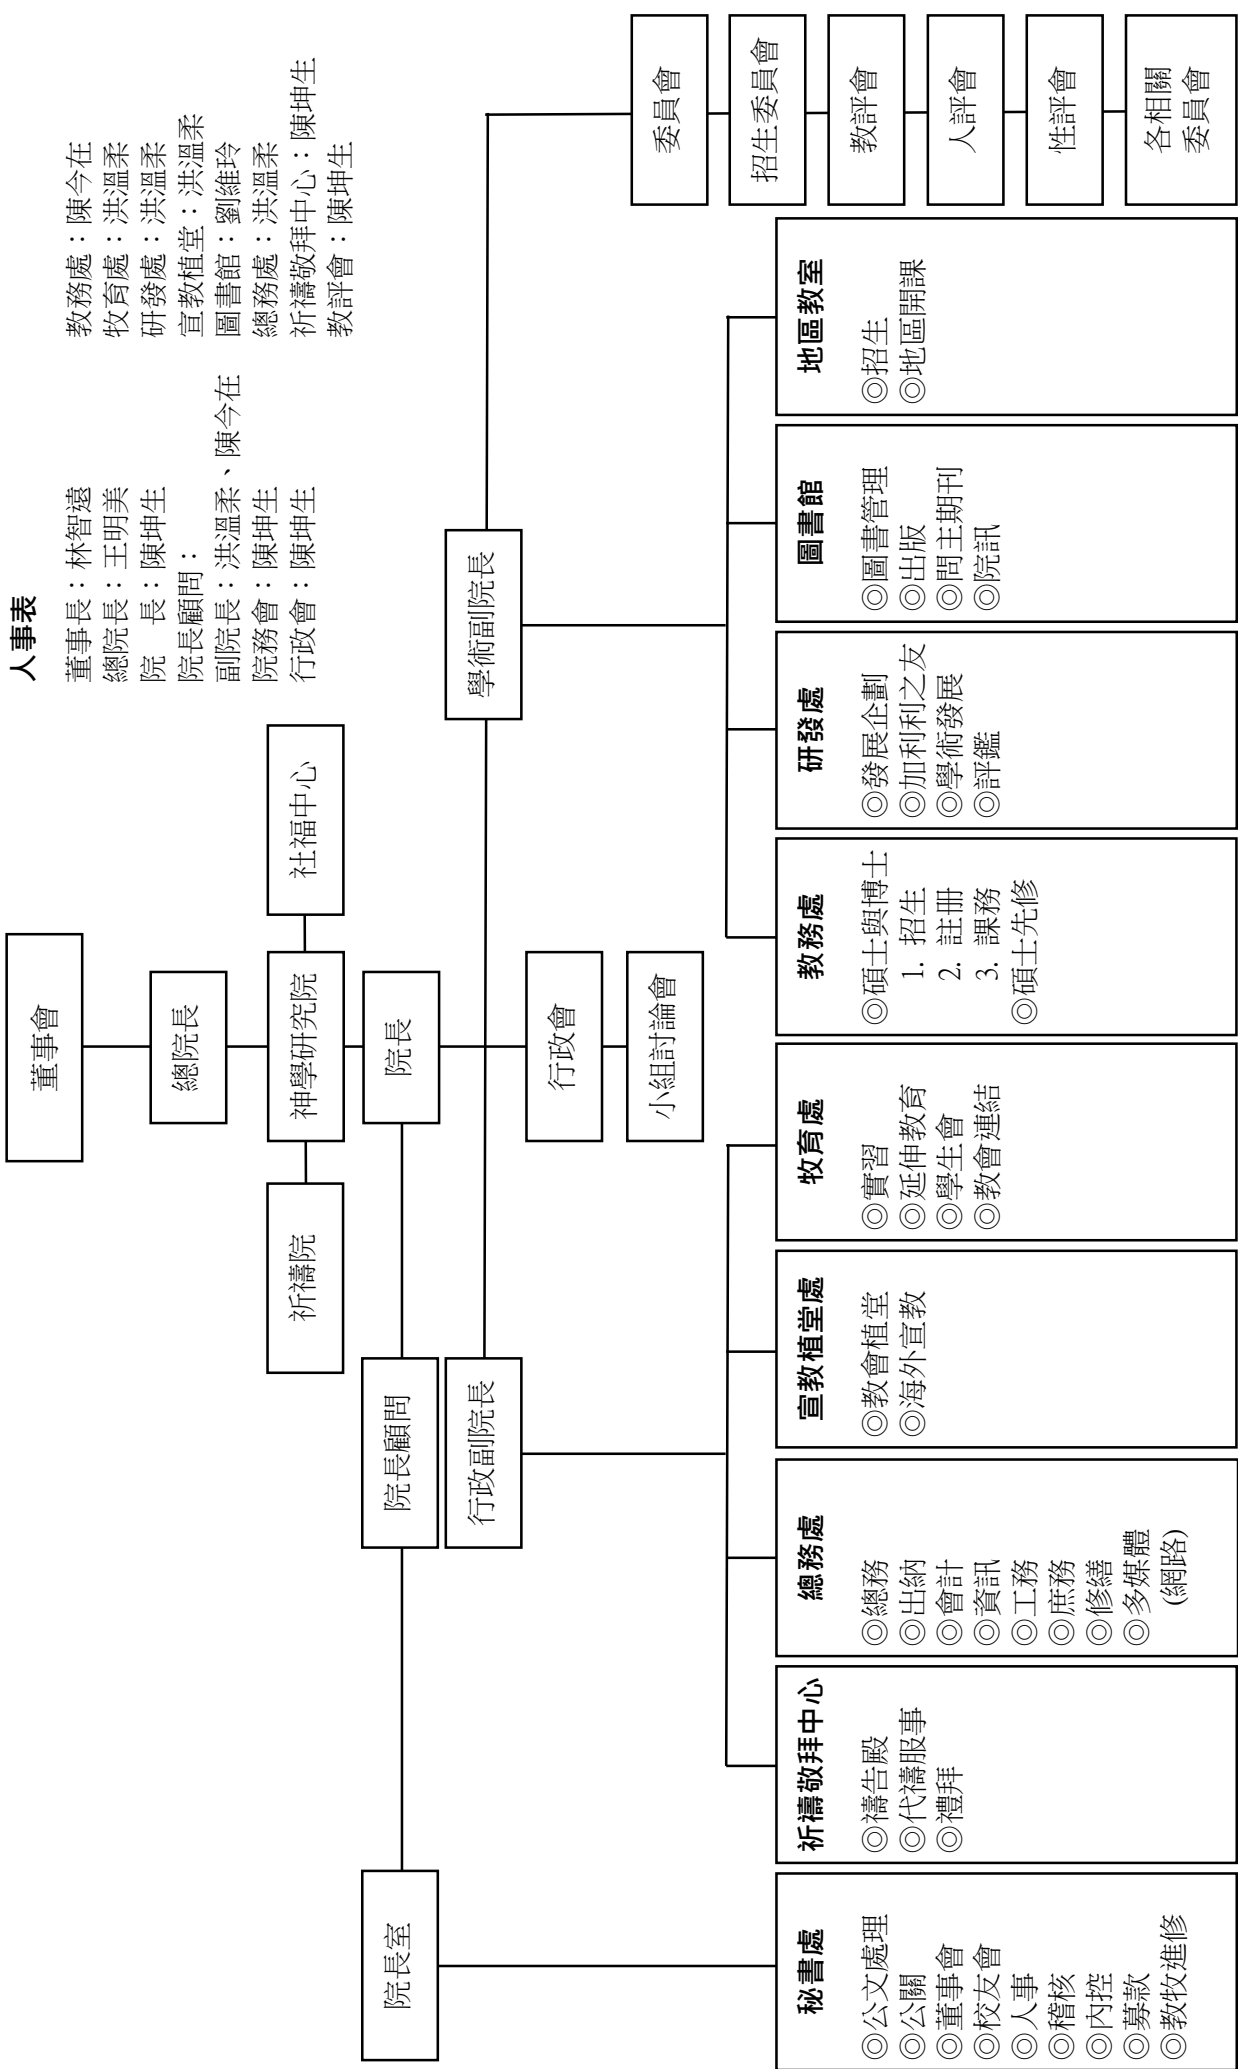 人事表
董事長：林智遠
總院長：王明美
院　長：陳坤生
院長顧問：
副院長：洪溫柔、陳今在
院務會：陳坤生
行政會：陳坤生
教務處：陳今在
牧育處：洪溫柔
研發處：洪溫柔
宣教植堂：洪溫柔
圖書館：劉維玲
總務處：洪溫柔
祈禱敬拜中心：陳坤生
教評會：陳坤生
董事會
總院長
祈禱院
神學研究院
社福中心
院長室
院長顧問
院長
行政副院長
學術副院長
行政會
小組討論會
委員會
招生委員會
教評會
人評會
性評會
各相關
委員會
秘書處
◎公文處理
◎公關
◎董事會
◎校友會
◎人事
◎稽核
◎內控
◎募款
◎教牧進修
祈禱敬拜中心
◎禱告殿
◎代禱服事
◎禮拜
總務處
◎總務
◎出納
◎會計
◎資訊
◎工務
◎庶務
◎修繕
◎多媒體
(網路)
宣教植堂處
◎教會植堂
◎海外宣教
牧育處
◎實習
◎延伸教育
◎學生會
◎教會連結
教務處
◎碩士與博士
1. 招生
2. 註冊
3. 課務
◎碩士先修
研發處
◎發展企劃
◎加利利之友
◎學術發展
◎評鑑
圖書館
◎圖書管理
◎出版
◎問主期刊
◎院訊
地區教室
◎招生
◎地區開課